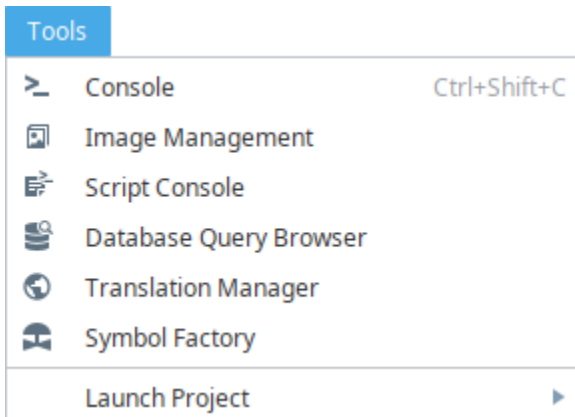 Tools
Console Ctrl+Shift+C
Image Management
Script Console
Database Query Browser
Translation Manager
Symbol Factory
Launch Project